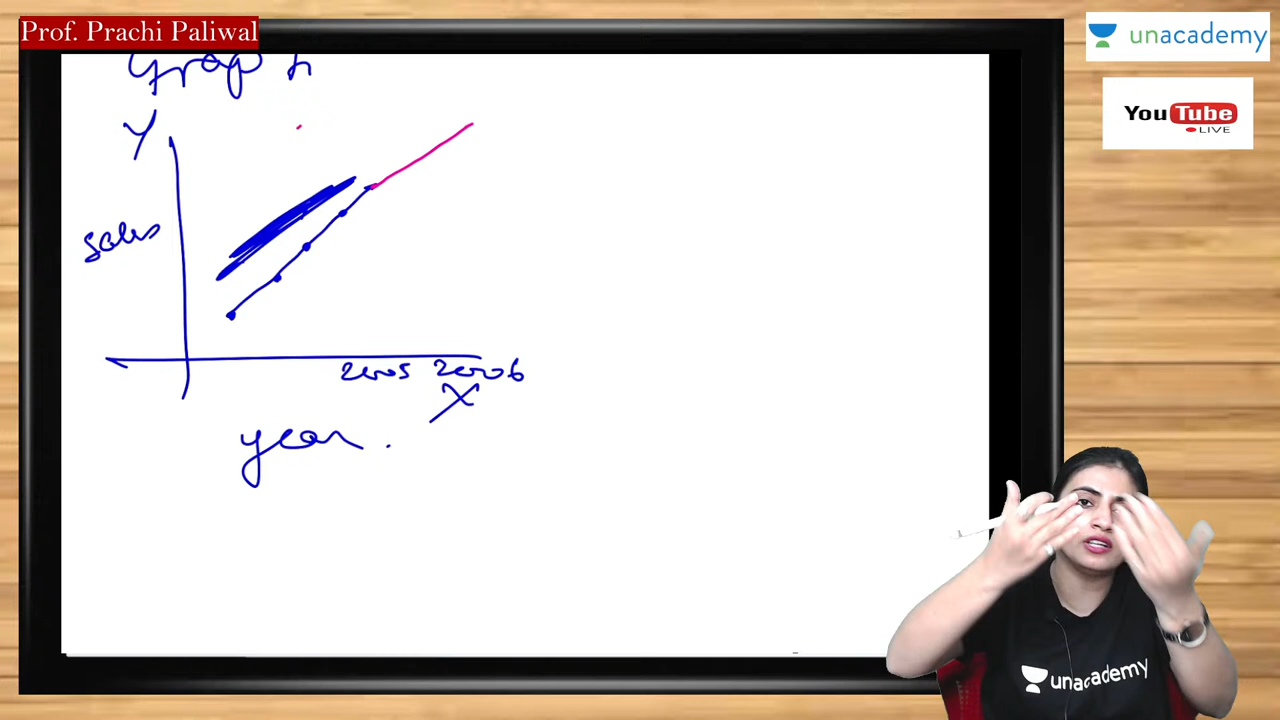 Prof. Prachi Paliwal
unacademy
YouTube
LIVE
Graph
Y
sales
2005 2006
X
year.
unacademy